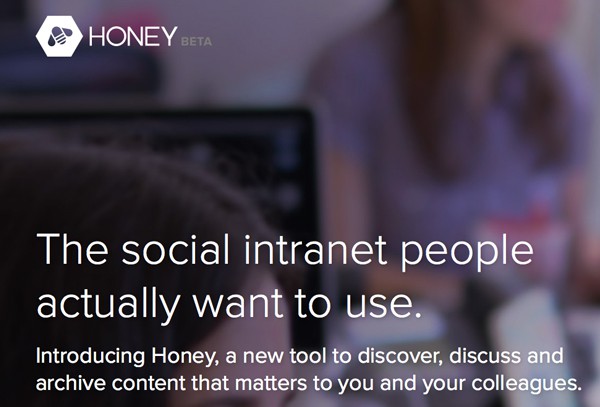 HONEY BETA
The social intranet people
actually want to use.
Introducing Honey, a new tool to discover, discuss and
archive content that matters to you and your colleagues.